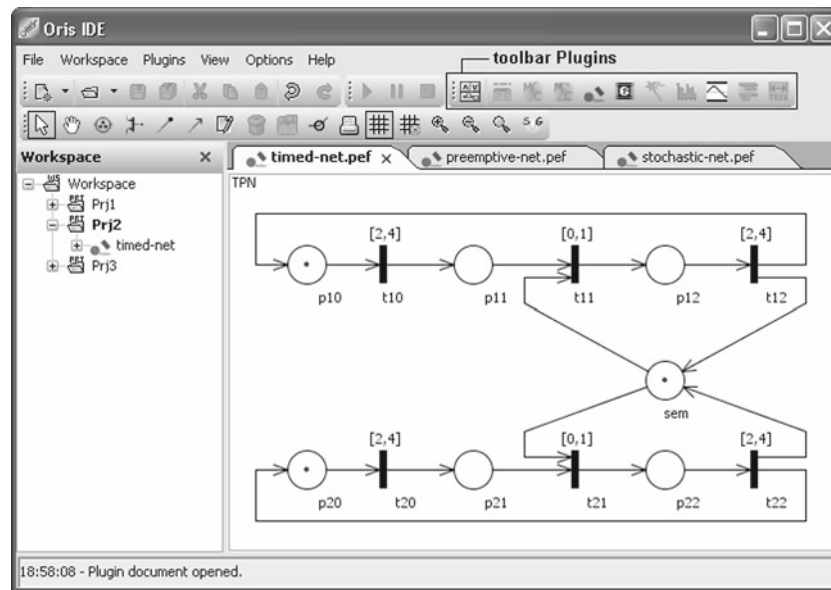 Oris IDE
File Workspace Plugins View Options Help
toolbar Plugins
S G
Workspace
timed-net.pef
preemptive-net.pef
stochastic-net.pef
Workspace
Prj1
Prj2
timed-net
Prj3
TPN
[2,4] [0,1] [2,4]
p10 t10 p11 t11 p12 t12
sem
[2,4] [0,1] [2,4]
p20 t20 p21 t21 p22 t22
18:58:08 - Plugin document opened.